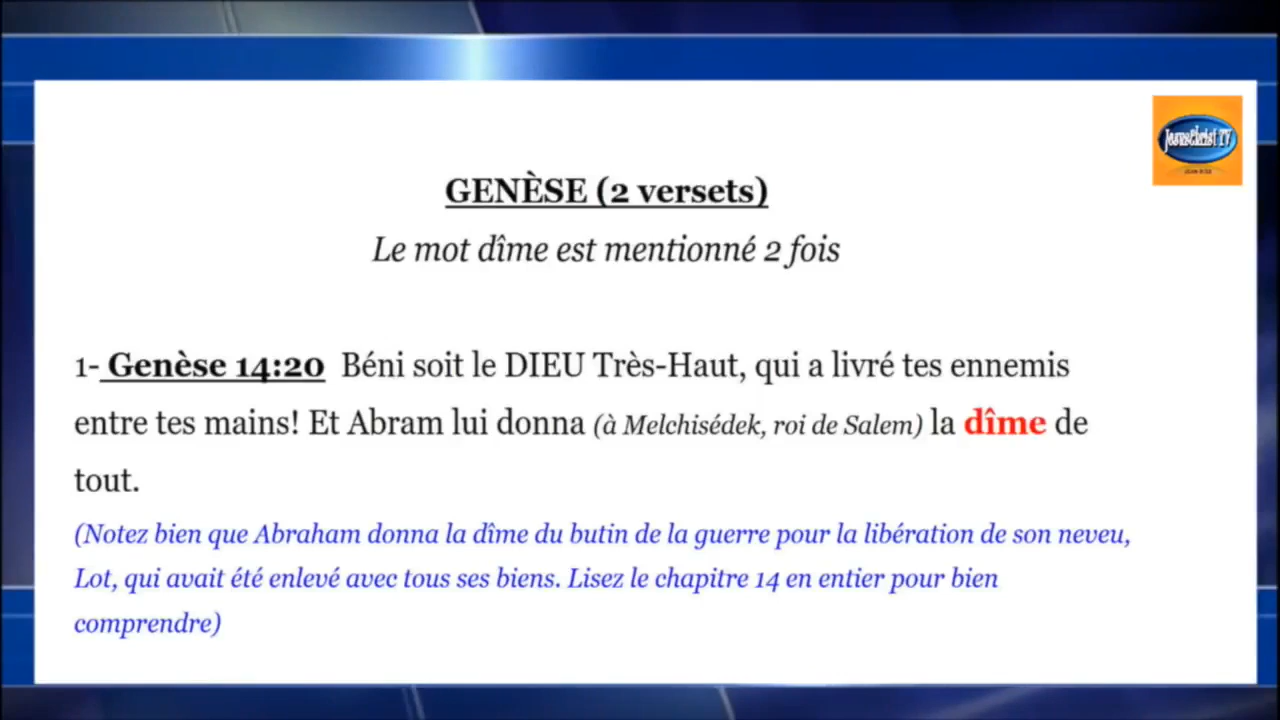 JesusChrist TV
GENÈSE (2 versets)
Le mot dîme est mentionné 2 fois
1- Genèse 14:20 Béni soit le DIEU Très-Haut, qui a livré tes ennemis
entre tes mains! Et Abram lui donna (à Melchisédek, roi de Salem) la dîme de
tout.
(Notez bien que Abraham donna la dîme du butin de la guerre pour la libération de son neveu,
Lot, qui avait été enlevé avec tous ses biens. Lisez le chapitre 14 en entier pour bien
comprendre)